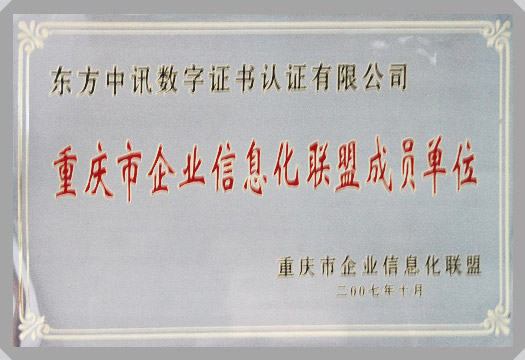 东方中讯数字证书认证有限公司
重庆市企业信息化联盟成员单位
重庆市企业信息化联盟
二00七年十月